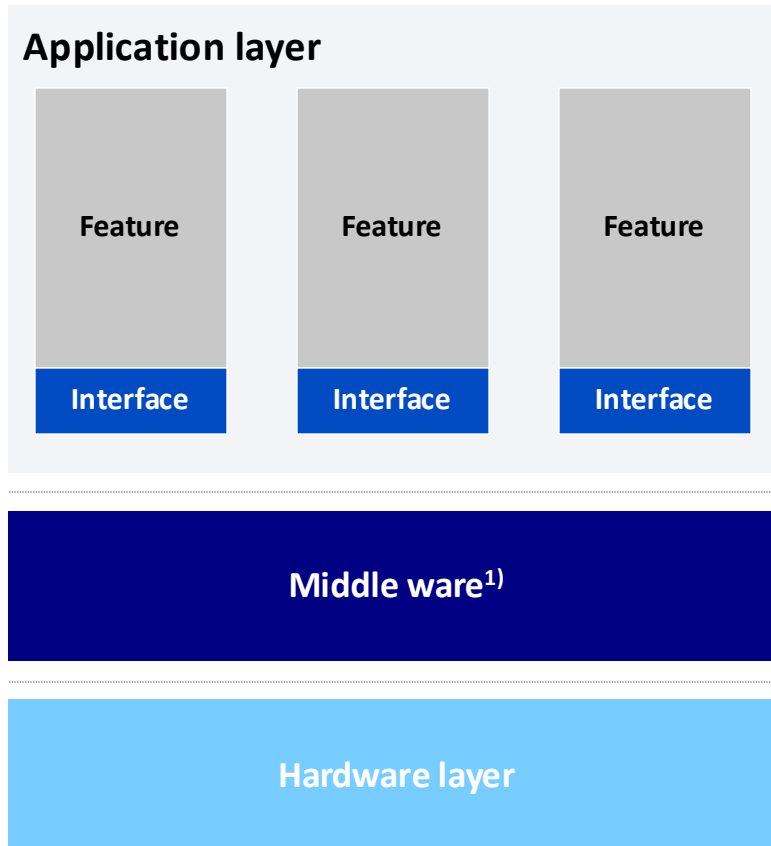 Application layer
Feature
Feature
Feature
Interface
Interface
Interface
Middle ware¹⁾
Hardware layer